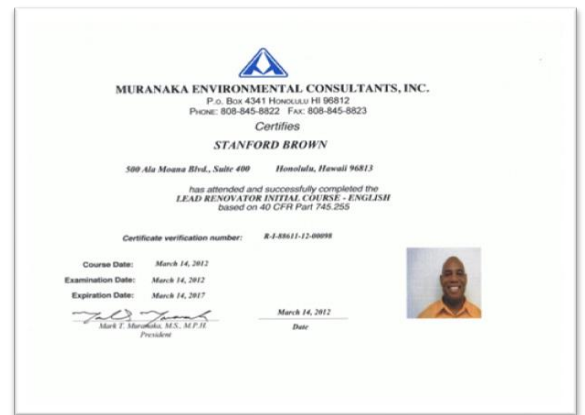 MURANAKA ENVIRONMENTAL CONSULTANTS, INC.
P.O. BOX 4341 HONOLULU HI 96812
PHONE: 808-845-8822 FAX: 808-845-8823
Certifies
STANFORD BROWN
500 Ala Moana Blvd., Suite 400 Honolulu, Hawaii 96813
has attended and successfully completed the
LEAD RENOVATOR INITIAL COURSE - ENGLISH
based on 40 CFR Part 745.255
Certificate verification number: R-I-88611-12-00098
Course Date: March 14, 2012
Examination Date: March 14, 2012
Expiration Date: March 14, 2017
March 14, 2012
Mark T. Muranaka, M.S., M.P.H. Date
President